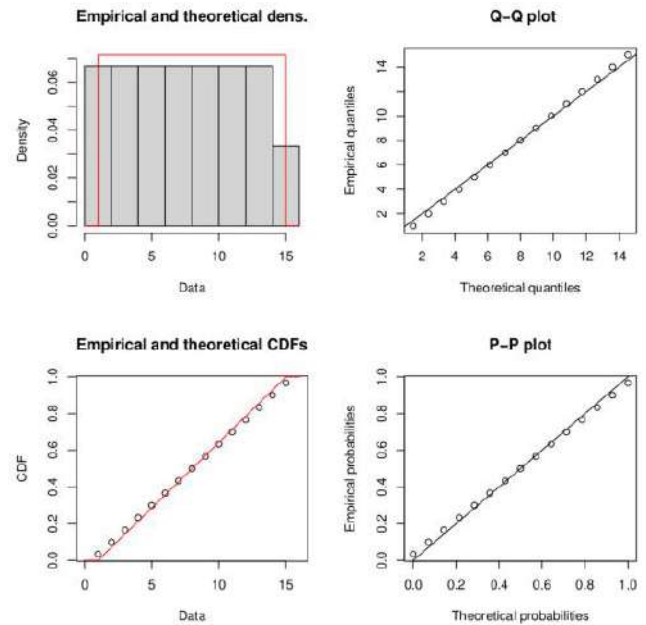 Empirical and theoretical dens.
Density
0.00 0.02 0.04 0.06
0 5 10 15
Data
Q−Q plot
Empirical quantiles
2 4 6 8 10 14
2 4 6 8 10 12 14
Theoretical quantiles
Empirical and theoretical CDFs
CDF
0.0 0.2 0.4 0.6 0.8 1.0
0 5 10 15
Data
P−P plot
Empirical probabilities
0.0 0.2 0.4 0.6 0.8 1.0
0.0 0.2 0.4 0.6 0.8 1.0
Theoretical probabilities